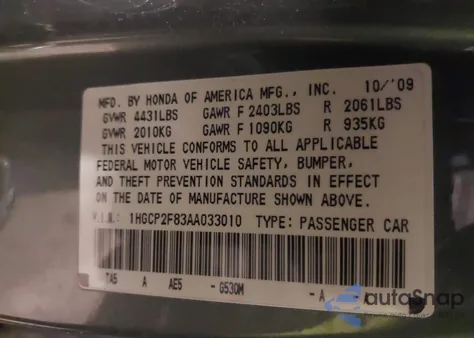 MFD. BY HONDA OF AMERICA MFG., INC. 10/'09
GVWR 4431LBS GAWR F 2403LBS R 2061LBS
GVWR 2010KG GAWR F 1090KG R 935KG
THIS VEHICLE CONFORMS TO ALL APPLICABLE
FEDERAL MOTOR VEHICLE SAFETY, BUMPER,
AND THEFT PREVENTION STANDARDS IN EFFECT
ON THE DATE OF MANUFACTURE SHOWN ABOVE.
V.I.N.: 1HGCP2F83AA033010 TYPE: PASSENGER CAR
TA5 A AE5 - G530M -A
autoSnap